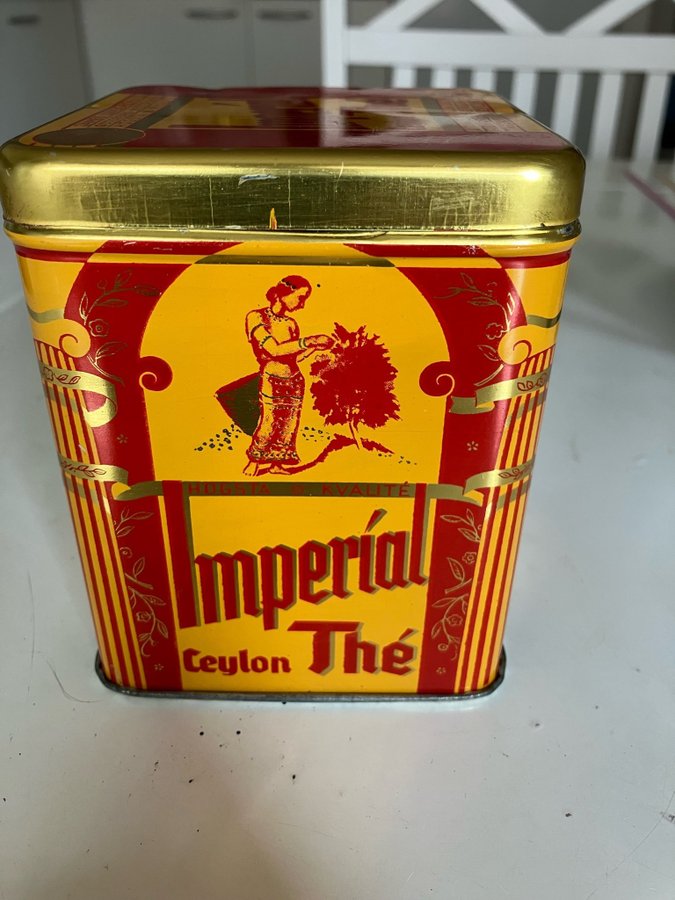 HÖGSTA KVALITÉ
Imperial
Ceylon Thé